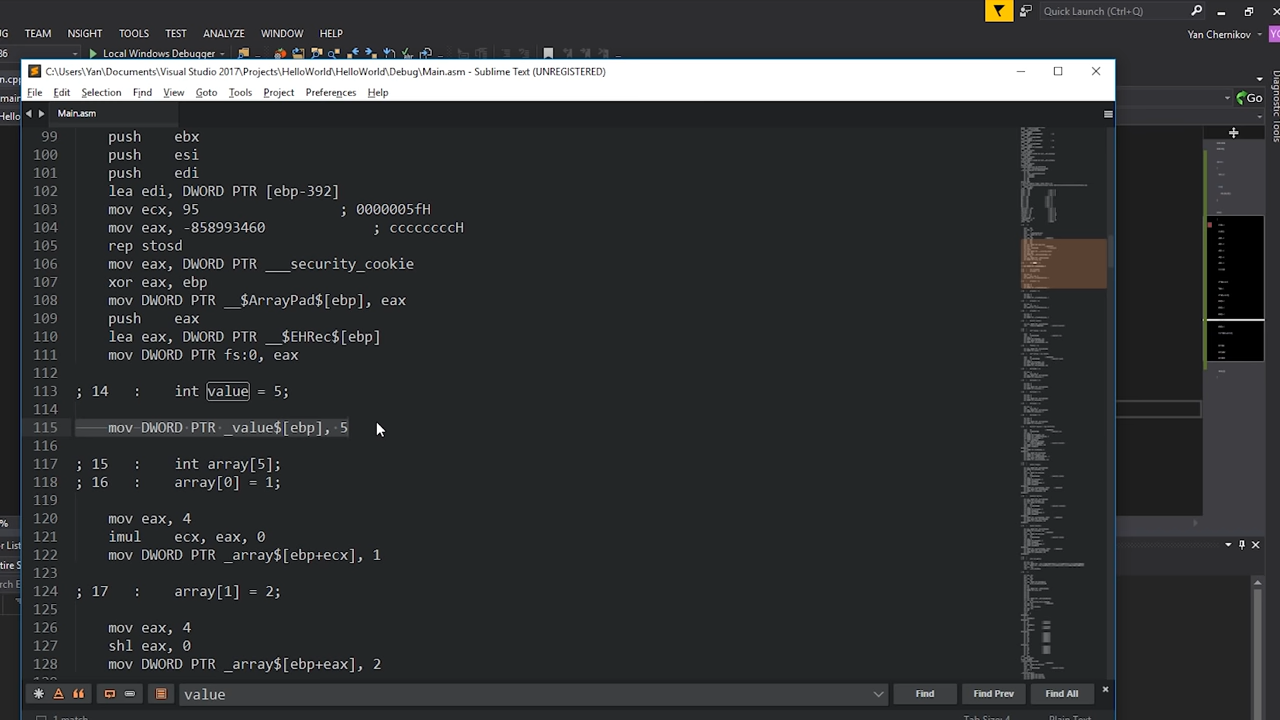 Quick Launch (Ctrl+Q)
TEAM NSIGHT TOOLS TEST ANALYZE WINDOW HELP
Yan Chernikov
Local Windows Debugger
C:\Users\Yan\Documents\Visual Studio 2017\Projects\HelloWorld\HelloWorld\Debug\Main.asm - Sublime Text (UNREGISTERED)
File Edit Selection Find View Goto Tools Project Preferences Help
Go
Main.asm
Diagnostic Tools
99 push ebx
100 push esi
101 push edi
102 lea edi, DWORD PTR [ebp-392]
103 mov ecx, 95 ; 0000005fH
104 mov eax, -858993460 ; ccccccccH
105 rep stosd
106 mov eax, DWORD PTR ___security_cookie
107 xor eax, ebp
108 mov DWORD PTR __$ArrayPad$[ebp], eax
109 push eax
110 lea eax, DWORD PTR __$EHRec$[ebp]
111 mov DWORD PTR fs:0, eax
112
113 ; 14 : int value = 5;
114
115 mov DWORD PTR _value$[ebp], 5
116
117 ; 15 : int array[5];
118 ; 16 : array[0] = 1;
119
120 mov eax, 4
121 imul ecx, eax, 0
122 mov DWORD PTR _array$[ebp+ecx], 1
123
124 ; 17 : array[1] = 2;
125
126 mov eax, 4
127 shl eax, 0
128 mov DWORD PTR _array$[ebp+eax], 2
value Find Find Prev Find All